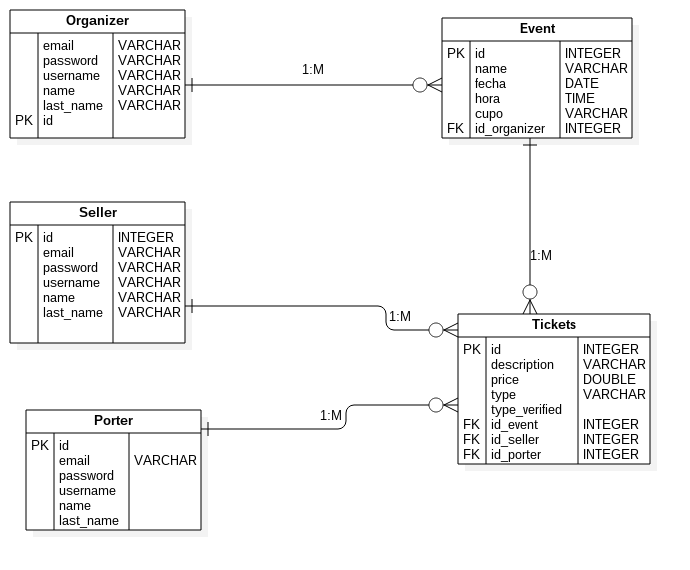 Organizer
email VARCHAR
password VARCHAR
username VARCHAR
name VARCHAR
last_name VARCHAR
PK id
1:M
Event
PK id INTEGER
name VARCHAR
fecha DATE
hora TIME
cupo VARCHAR
FK id_organizer INTEGER
1:M
Seller
PK id INTEGER
email VARCHAR
password VARCHAR
username VARCHAR
name VARCHAR
last_name VARCHAR
1:M
Tickets
PK id INTEGER
description VARCHAR
price DOUBLE
type VARCHAR
type_verified
FK id_event INTEGER
FK id_seller INTEGER
FK id_porter INTEGER
1:M
Porter
PK id
email VARCHAR
password
username
name
last_name